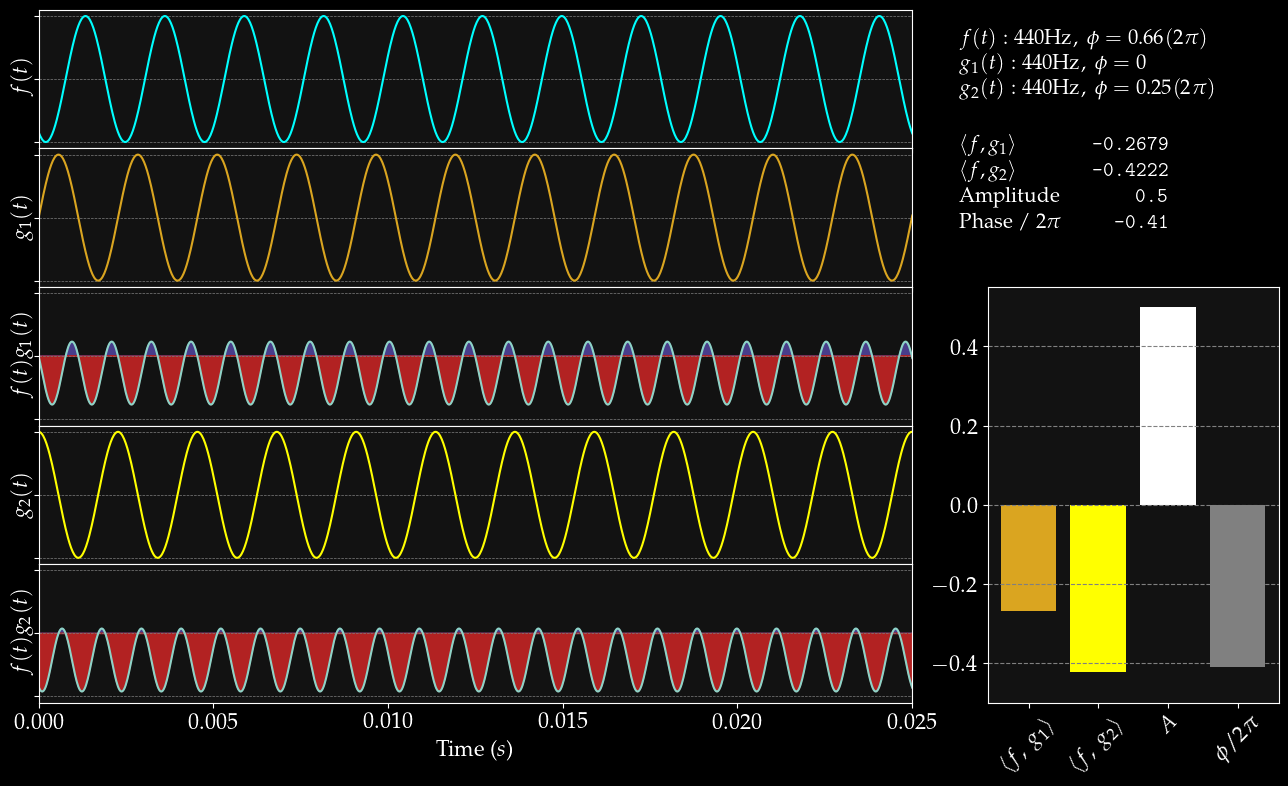 f(t)
g₁(t)
f(t)g₁(t)
g₂(t)
f(t)g₂(t)
0.000 0.005 0.010 0.015 0.020 0.025
Time (s)
f(t) : 440Hz, ϕ = 0.66(2π)
g₁(t) : 440Hz, ϕ = 0
g₂(t) : 440Hz, ϕ = 0.25(2π)
⟨f, g₁⟩ -0.2679
⟨f, g₂⟩ -0.4222
Amplitude 0.5
Phase / 2π -0.41
0.4
0.2
0.0
−0.2
−0.4
⟨f, g₁⟩ ⟨f, g₂⟩ A ϕ/2π